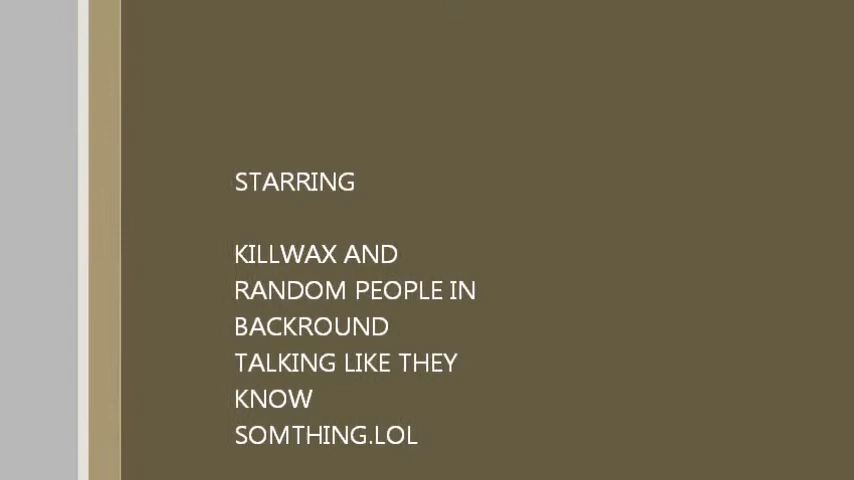 STARRING
KILLWAX AND
RANDOM PEOPLE IN
BACKROUND
TALKING LIKE THEY
KNOW
SOMTHING.LOL